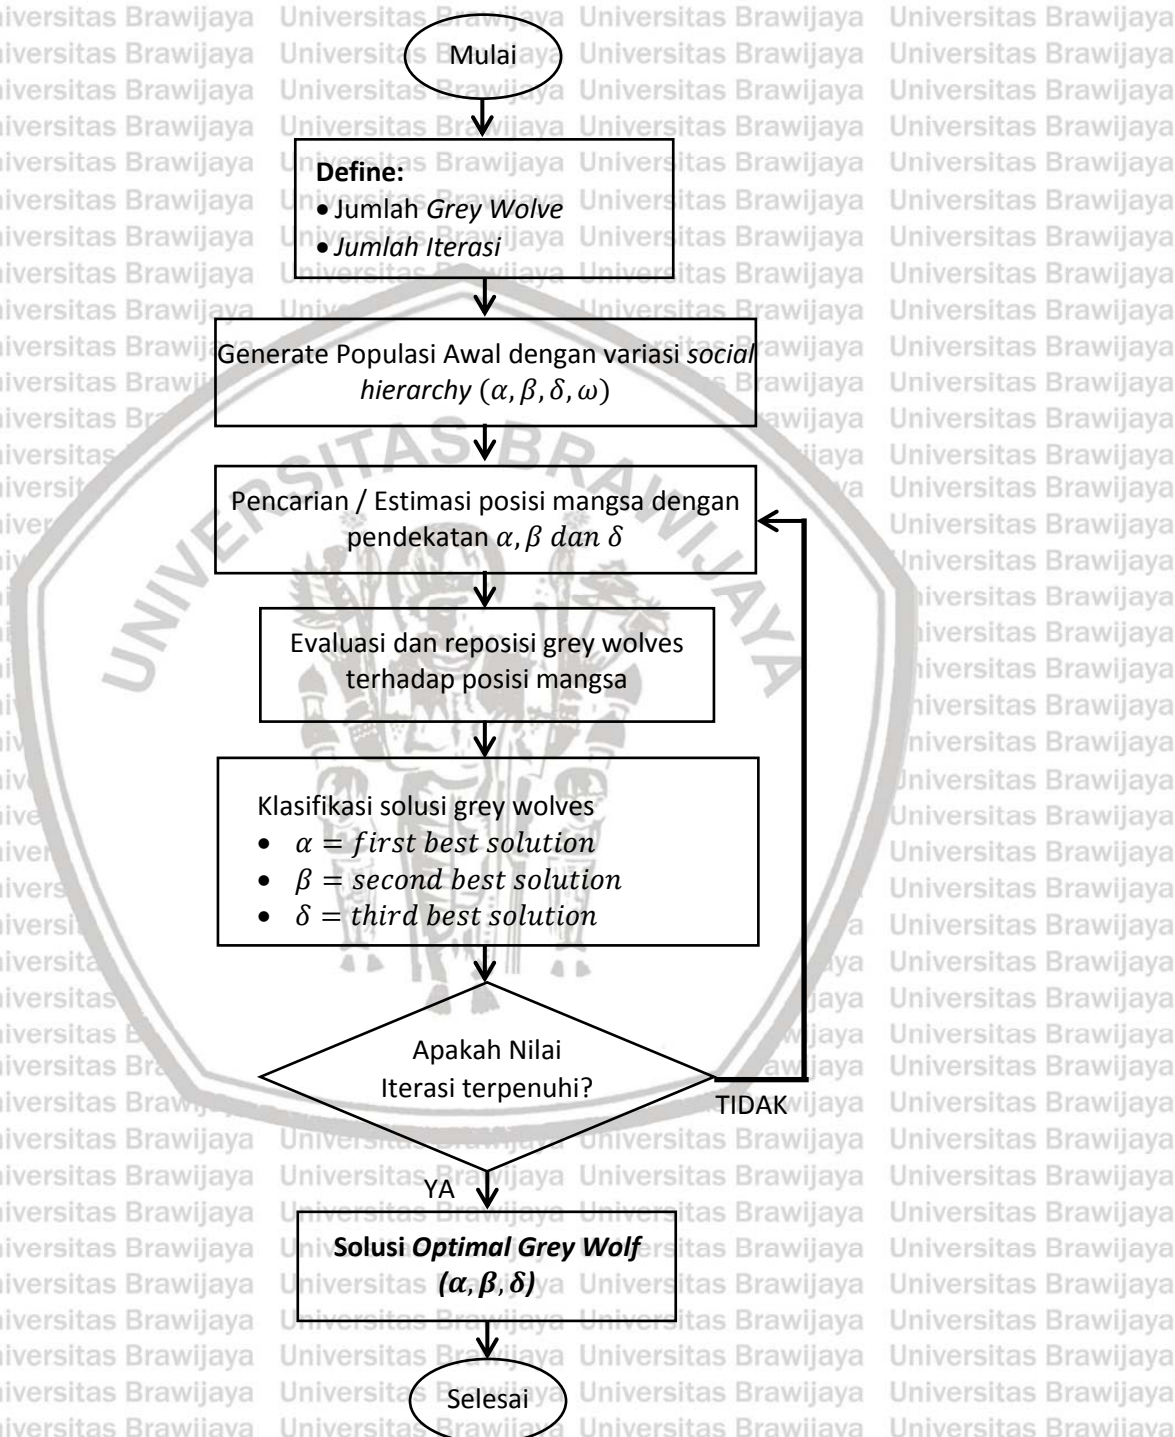 Mulai
Define:
• Jumlah Grey Wolve
• Jumlah Iterasi
Generate Populasi Awal dengan variasi social
hierarchy (α, β, δ, ω)
Pencarian / Estimasi posisi mangsa dengan
pendekatan α, β dan δ
Evaluasi dan reposisi grey wolves
terhadap posisi mangsa
Klasifikasi solusi grey wolves
• α = first best solution
• β = second best solution
• δ = third best solution
Apakah Nilai
Iterasi terpenuhi?
TIDAK
YA
Solusi Optimal Grey Wolf
(α, β, δ)
Selesai
UNIVERSITAS BRAWIJAYA